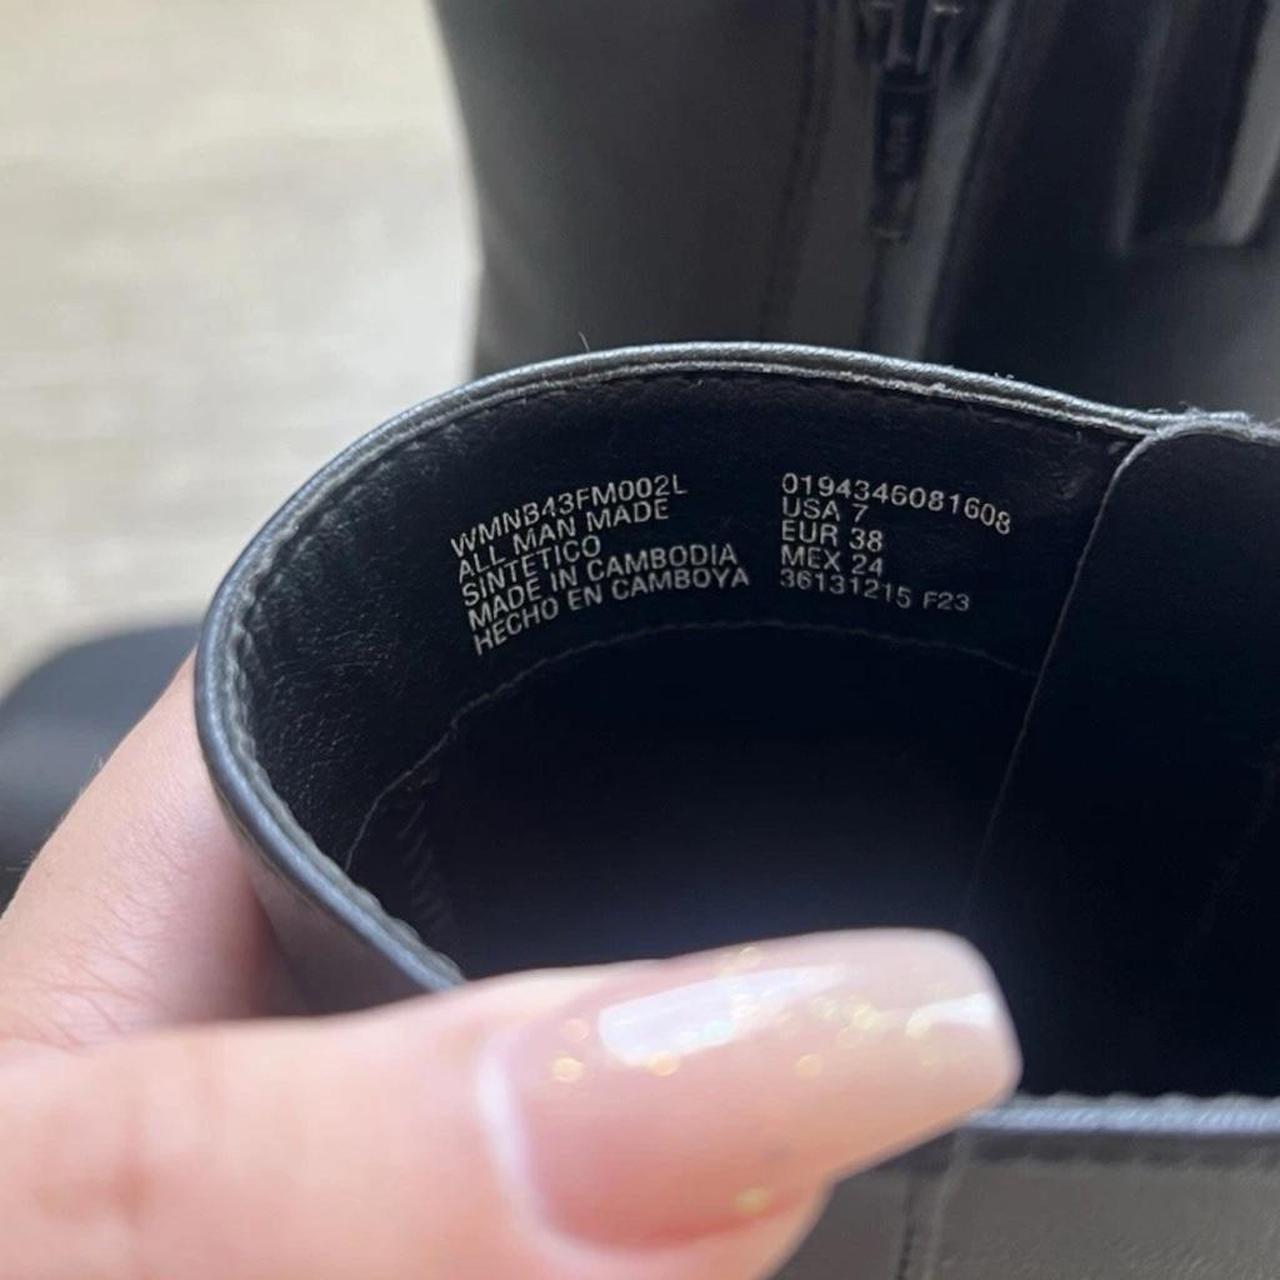 WMNB43FM002L
ALL MAN MADE
SINTETICO
MADE IN CAMBODIA
HECHO EN CAMBOYA
0194346081608
USA 7
EUR 38
MEX 24
36131215 F23